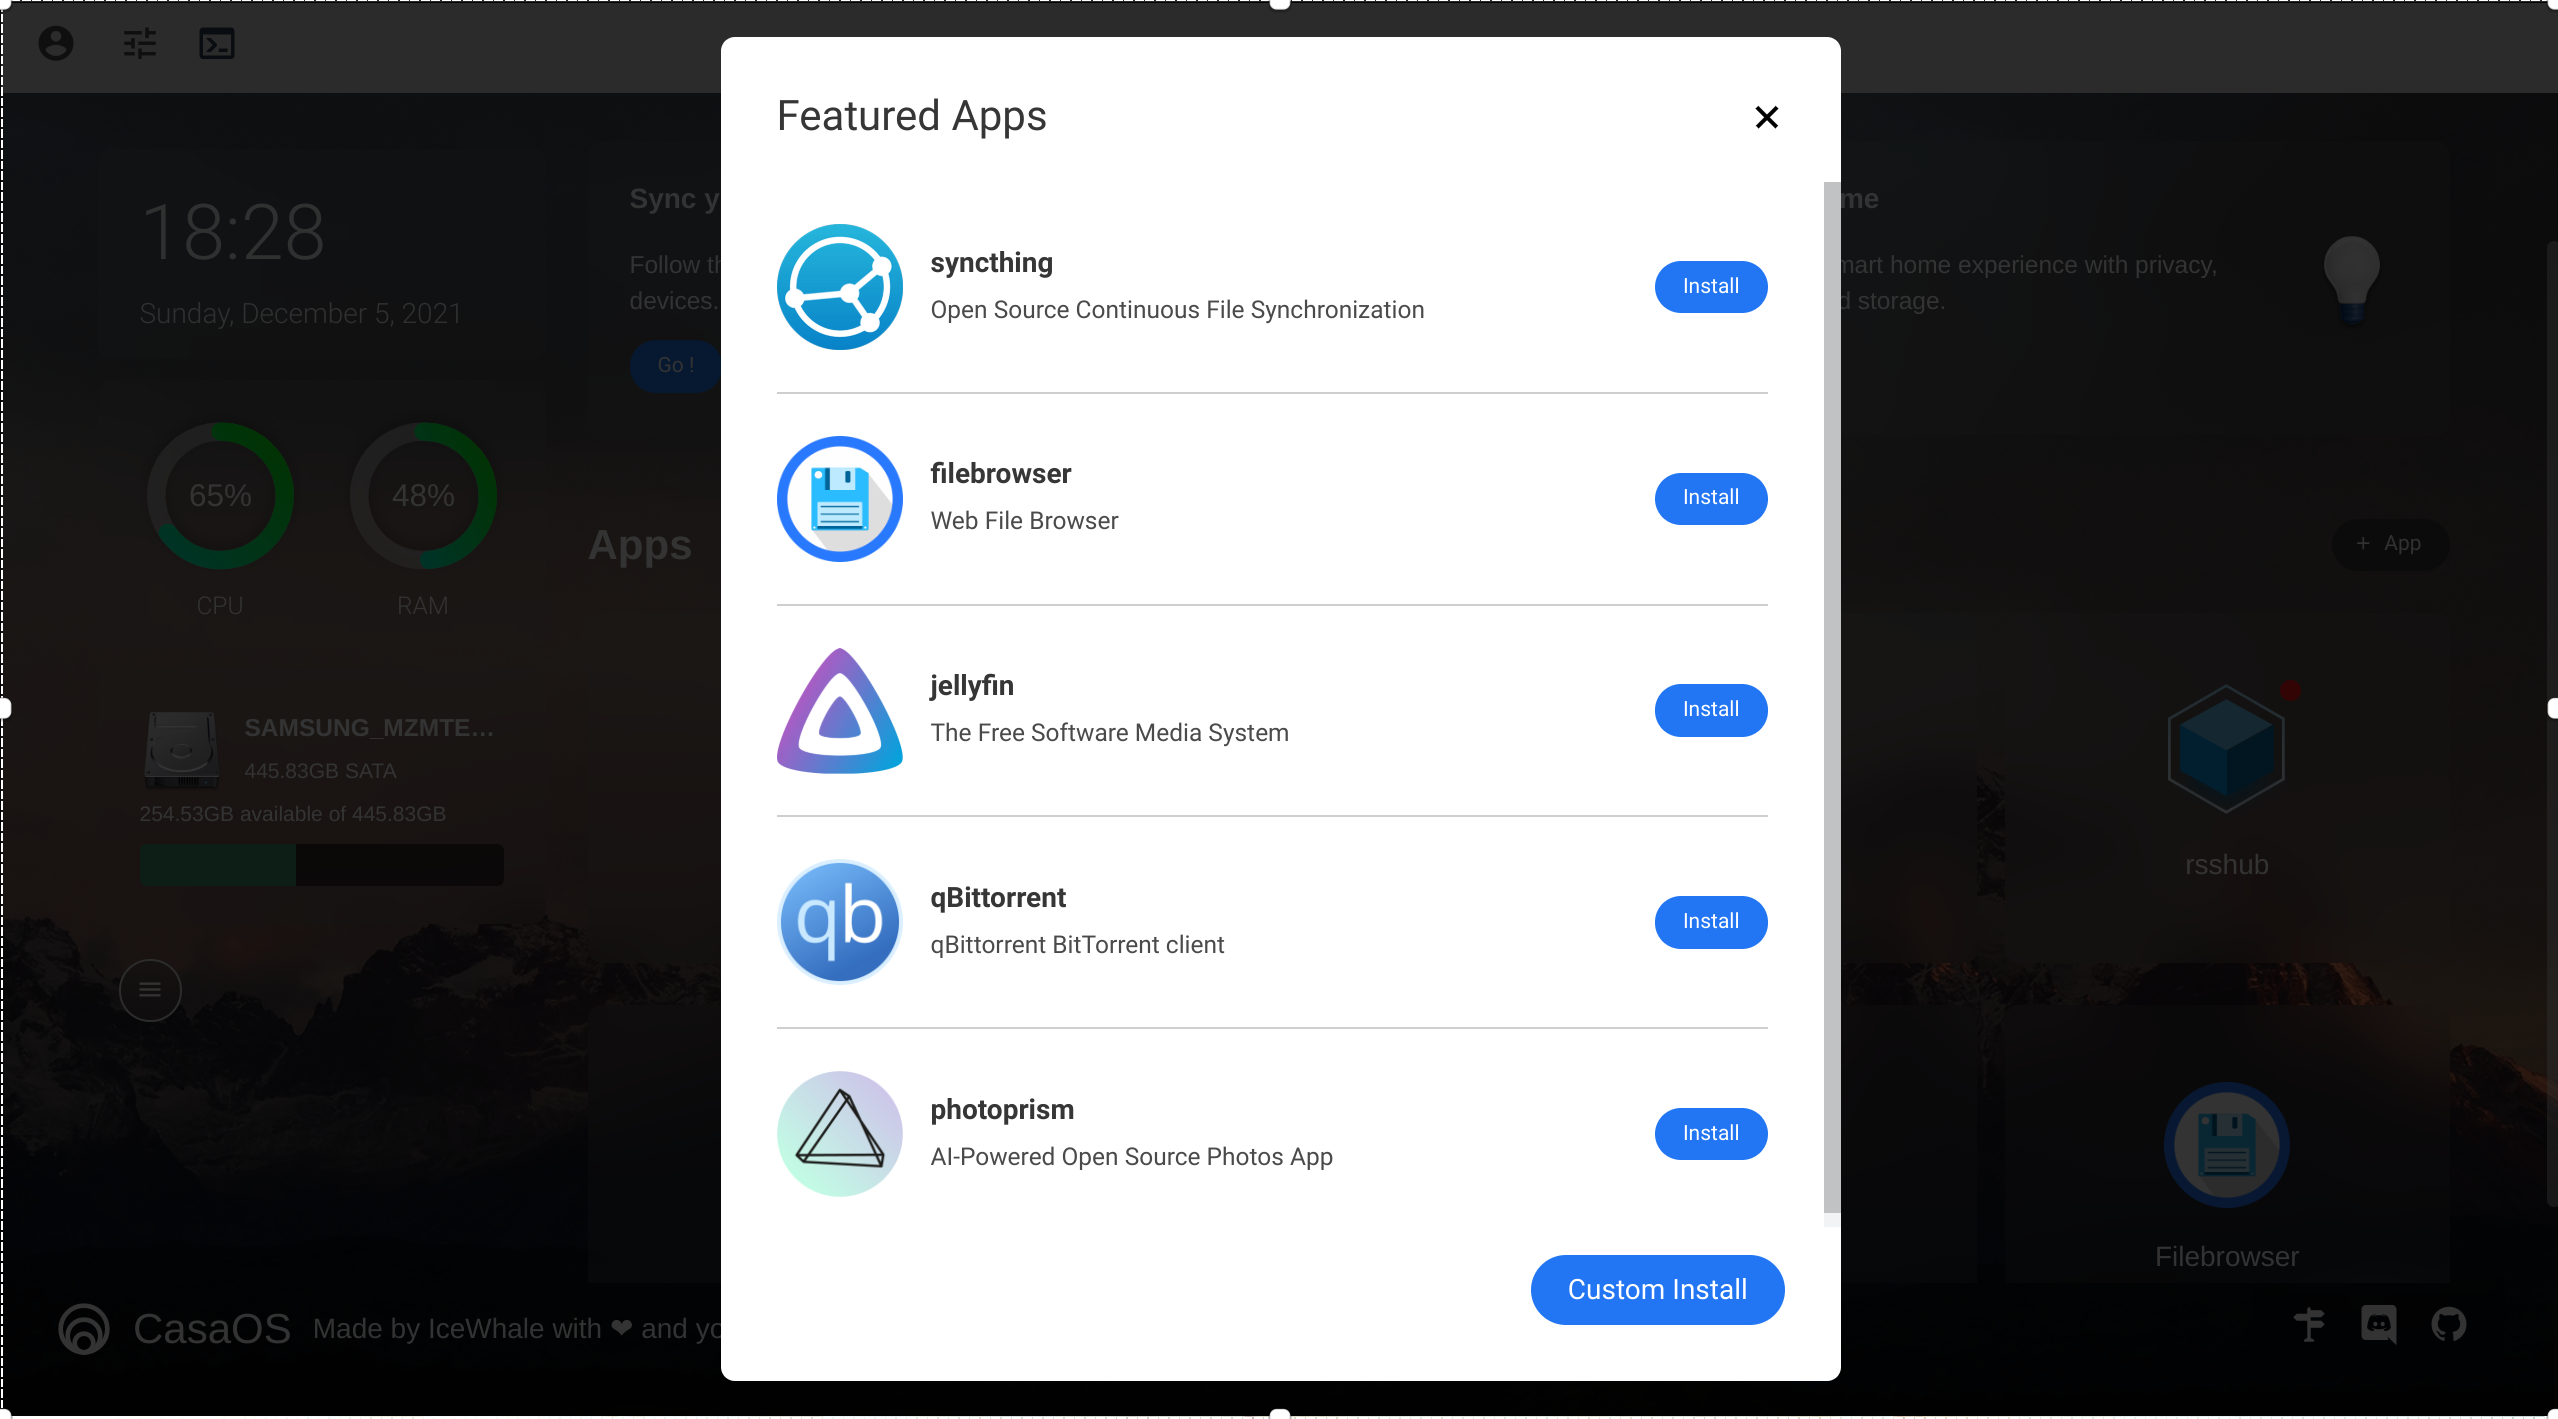 Featured Apps
syncthing
Open Source Continuous File Synchronization
Install
filebrowser
Web File Browser
Install
jellyfin
The Free Software Media System
Install
qb
qBittorrent
qBittorrent BitTorrent client
Install
photoprism
AI-Powered Open Source Photos App
Install
Custom Install
18:28
Sunday, December 5, 2021
65%
48%
CPU
RAM
SAMSUNG_MZMTE...
445.83GB SATA
254.53GB available of 445.83GB
Sync y
Follow th
devices.
Go !
Apps
me
mart home experience with privacy,
d storage.
+ App
rsshub
Filebrowser
CasaOS
Made by IceWhale with ❤ and yo